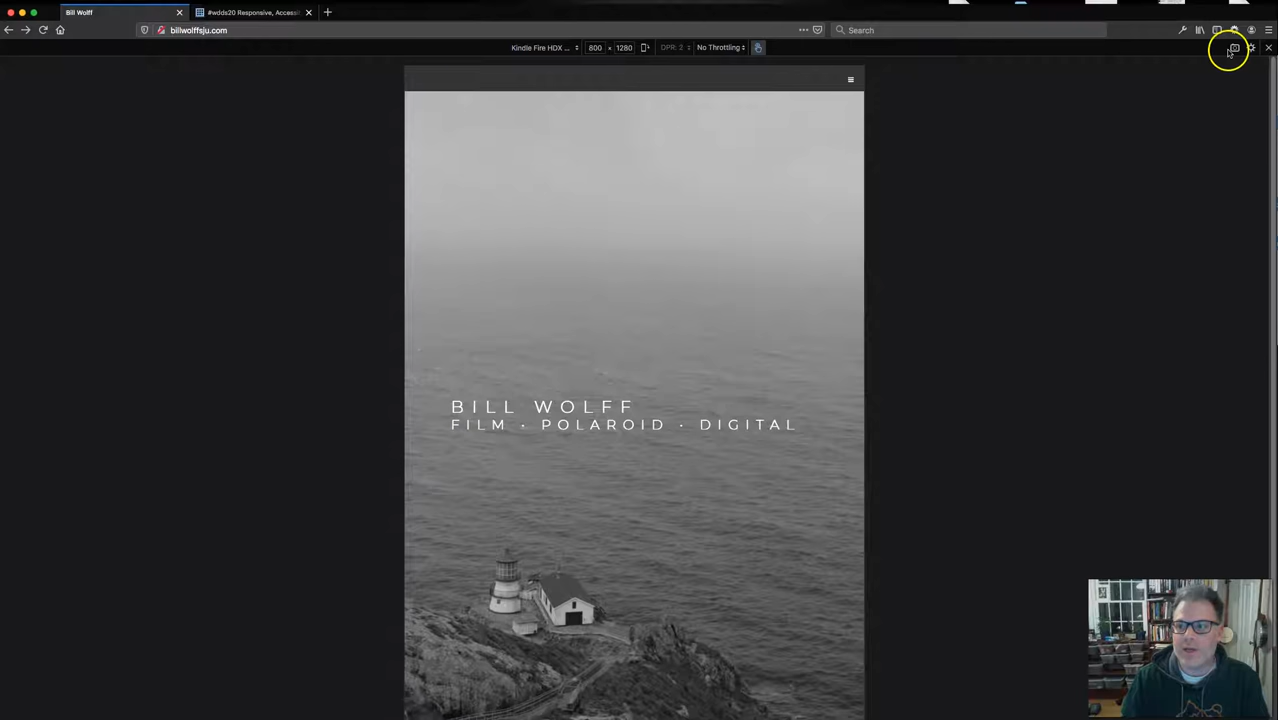 Bill Wolff
#wdds20 Responsive, Accessi
billwolffsju.com
Search
Kindle Fire HDX ...
800 × 1280
DPR: 2
No Throttling
BILL WOLFF
FILM · POLAROID · DIGITAL